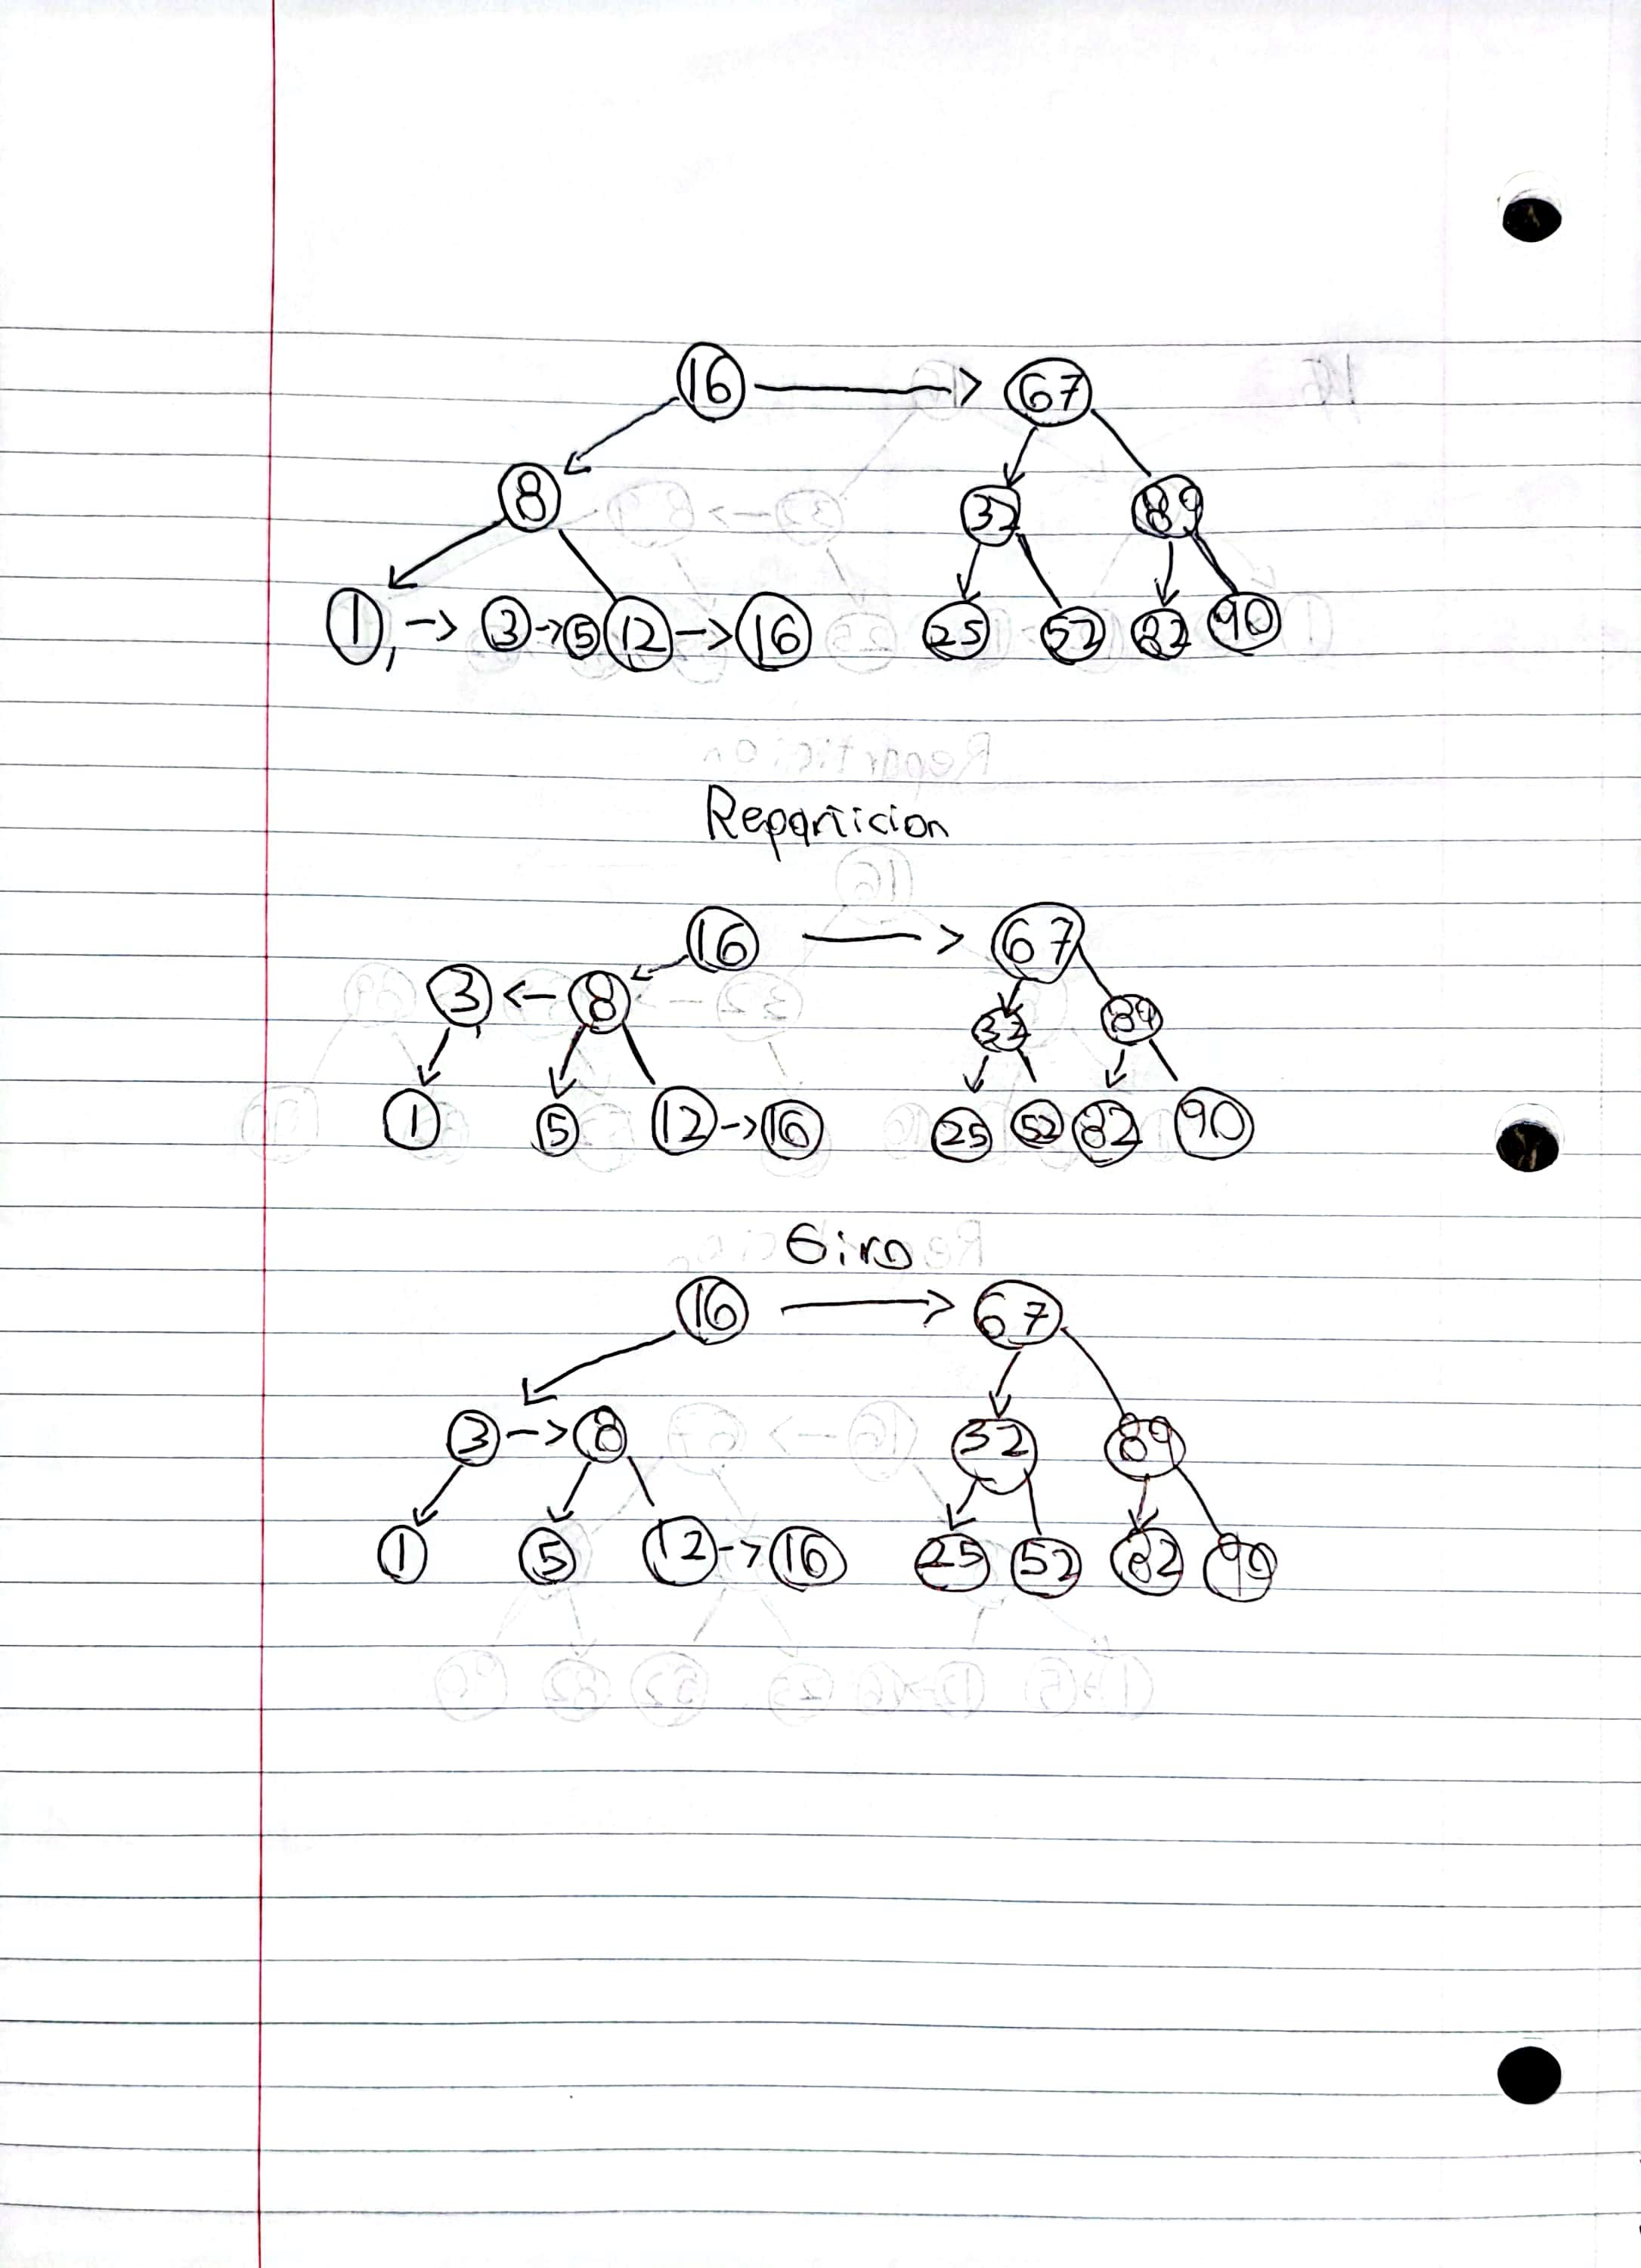 16 → 67
8 32 89
1, → 3 → 5 12 → 16 25 52 82 90
Reparticion
16 → 67
3 ← 8 32 89
1 5 12 → 16 25 52 82 90
Giro
16 → 67
3 → 8 32 89
1 5 12 → 16 25 52 82 90